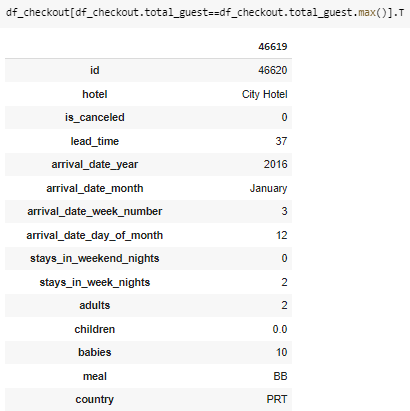 df_checkout[df_checkout.total_guest==df_checkout.total_guest.max()].T
46619
id 46620
hotel City Hotel
is_canceled 0
lead_time 37
arrival_date_year 2016
arrival_date_month January
arrival_date_week_number 3
arrival_date_day_of_month 12
stays_in_weekend_nights 0
stays_in_week_nights 2
adults 2
children 0.0
babies 10
meal BB
country PRT